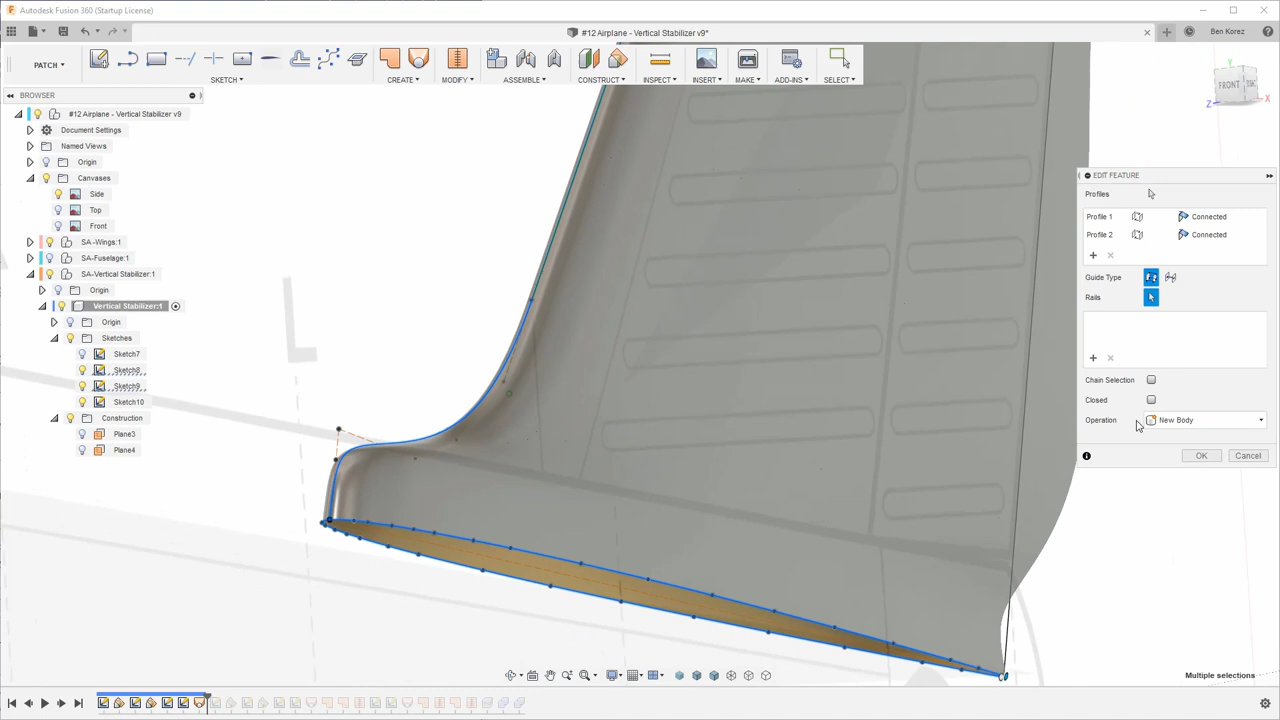 Autodesk Fusion 360 (Startup License)
#12 Airplane - Vertical Stabilizer v9*
Ben Korez
PATCH
SKETCH
CREATE
MODIFY
ASSEMBLE
CONSTRUCT
INSPECT
INSERT
MAKE
ADD-INS
SELECT
BROWSER
#12 Airplane - Vertical Stabilizer v9
Document Settings
Named Views
Origin
Canvases
Side
Top
Front
SA -Wings:1
SA-Fuselage:1
SA-Vertical Stabilizer:1
Origin
Vertical Stabilizer:1
Origin
Sketches
Sketch7
Sketch8
Sketch9
Sketch10
Construction
Plane3
Plane4
Y
FRONT
Z
X
EDIT FEATURE
Profiles
Profile 1 Connected
Profile 2 Connected
Guide Type
Rails
Chain Selection
Closed
Operation New Body
OK Cancel
Multiple selections